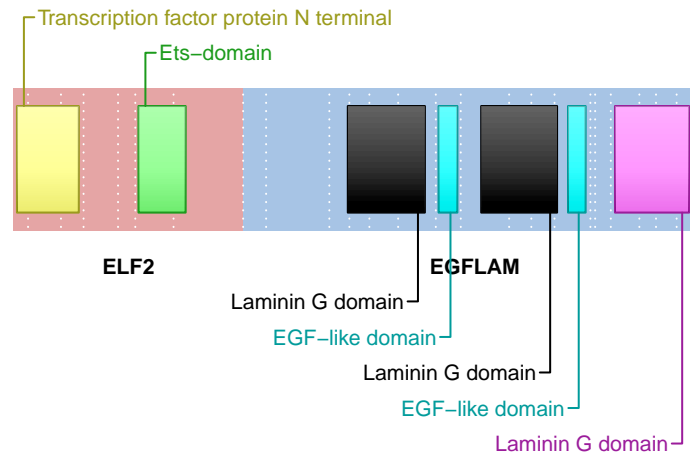 Transcription factor protein N terminal
Ets−domain
ELF2
EGFLAM
Laminin G domain
EGF−like domain
Laminin G domain
EGF−like domain
Laminin G domain